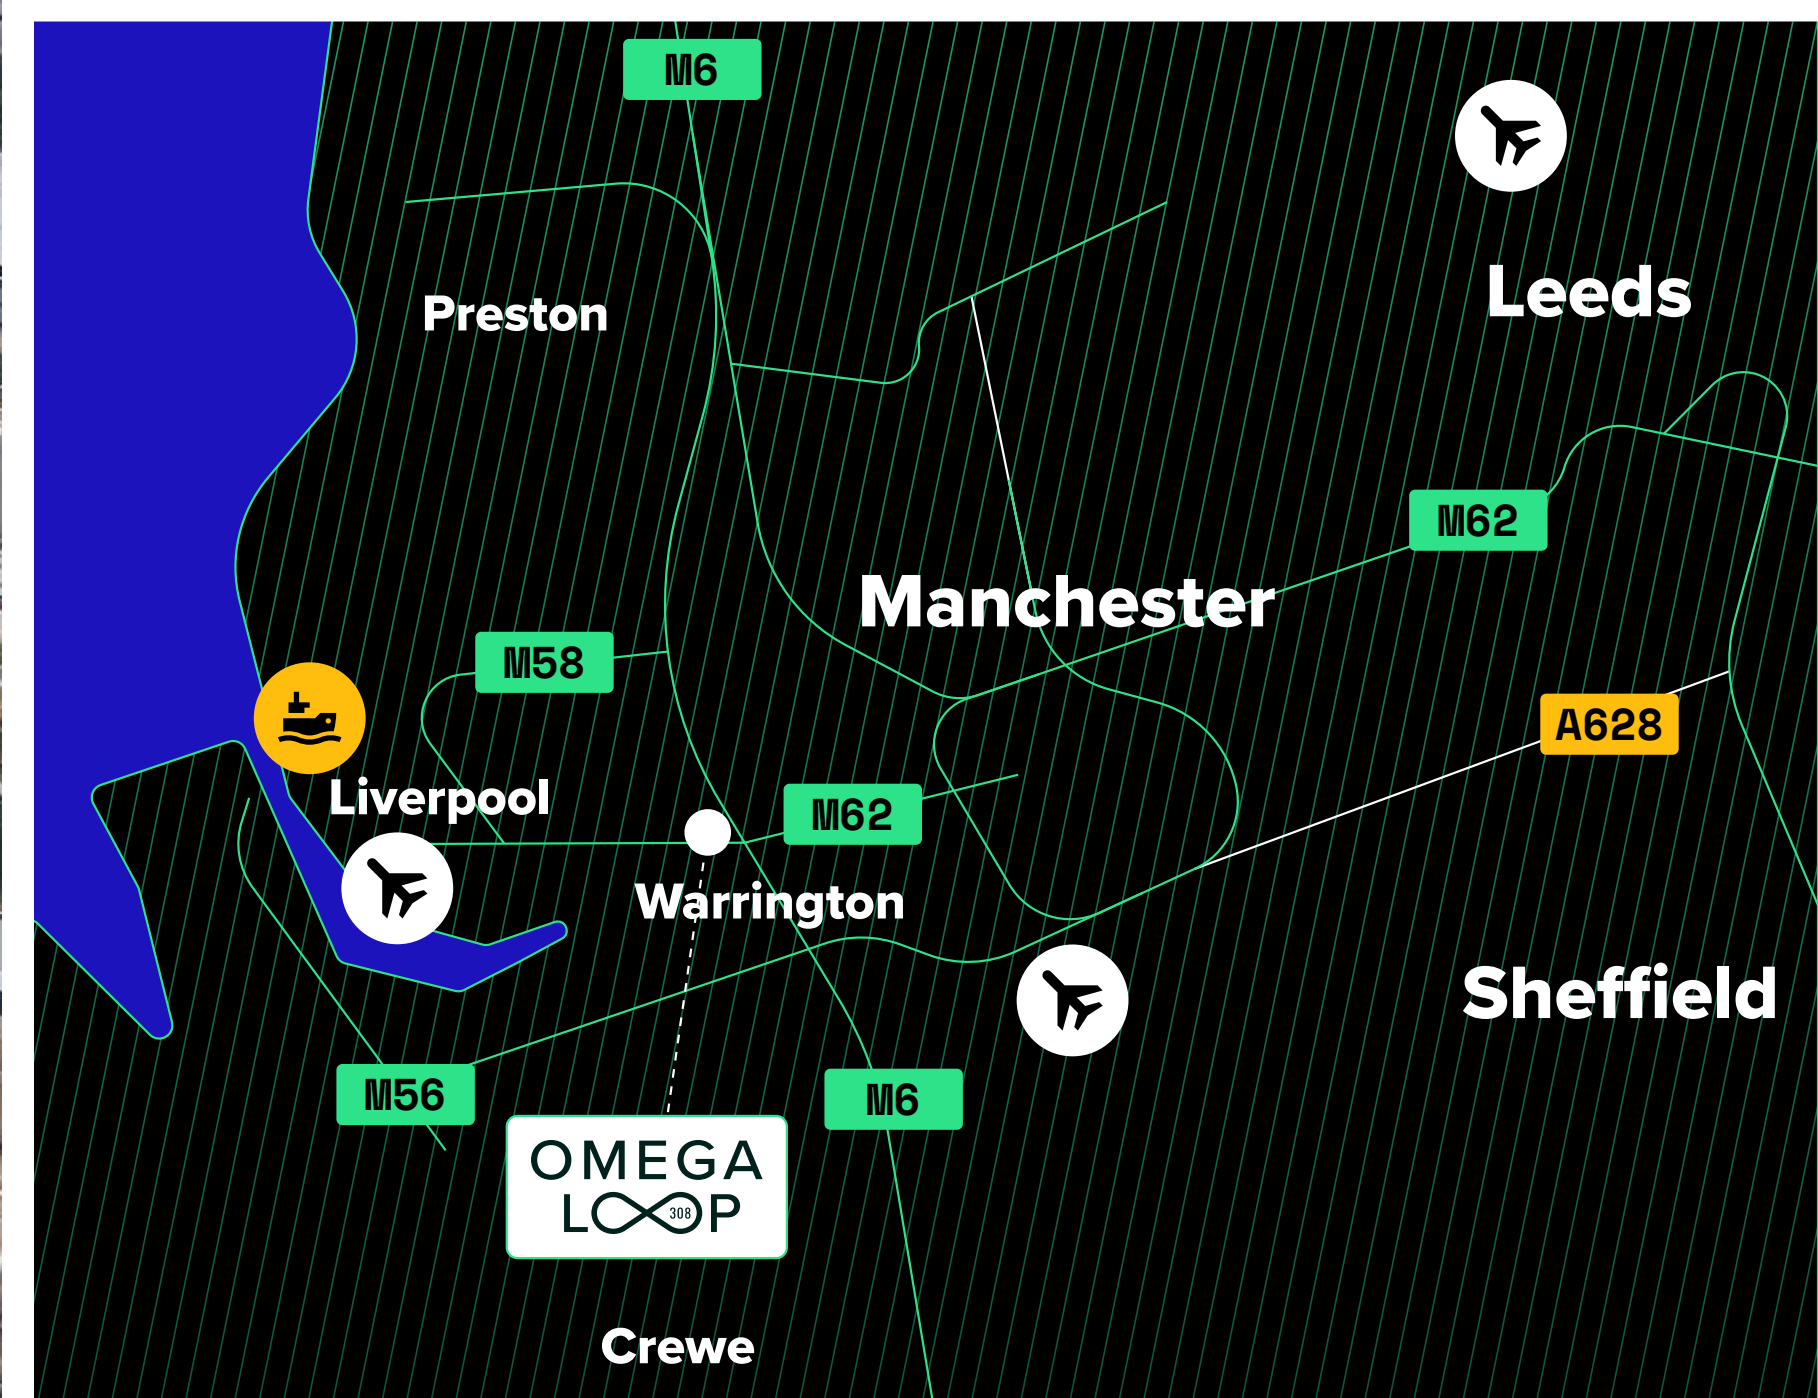 M6
Leeds
Preston
M62
Manchester
M58
A628
Liverpool
M62
Warrington
Sheffield
M56
M6
OMEGA
LOOP
308
Crewe